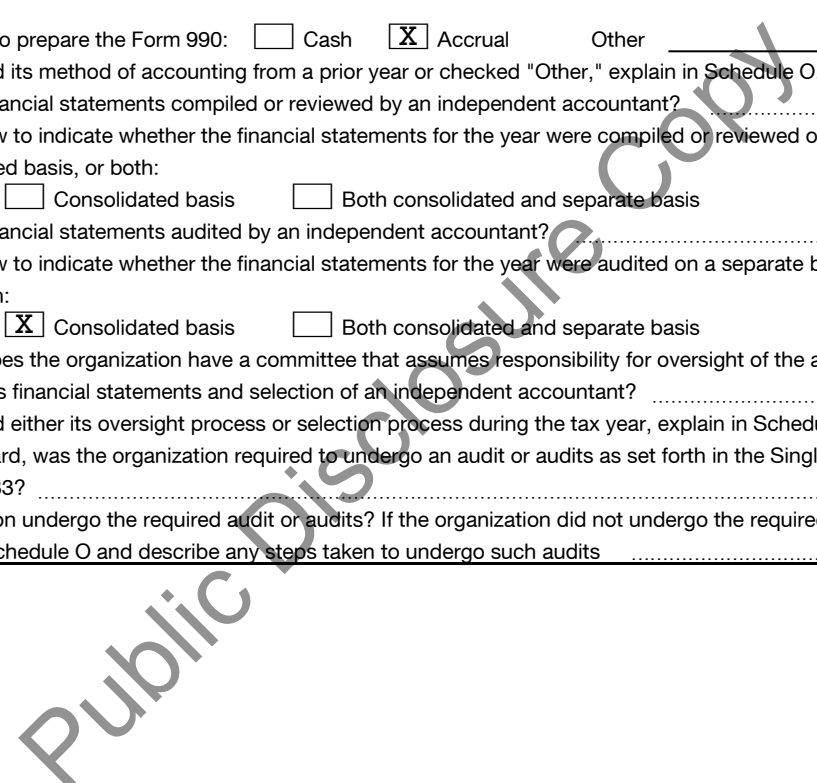 o prepare the Form 990: Cash X Accrual Other
d its method of accounting from a prior year or checked "Other," explain in Schedule O.
ancial statements compiled or reviewed by an independent accountant?
w to indicate whether the financial statements for the year were compiled or reviewed o
ed basis, or both:
Consolidated basis Both consolidated and separate basis
ancial statements audited by an independent accountant?
w to indicate whether the financial statements for the year were audited on a separate b
h:
X Consolidated basis Both consolidated and separate basis
oes the organization have a committee that assumes responsibility for oversight of the a
s financial statements and selection of an independent accountant?
d either its oversight process or selection process during the tax year, explain in Schedu
ard, was the organization required to undergo an audit or audits as set forth in the Singl
33?
on undergo the required audit or audits? If the organization did not undergo the require
chedule O and describe any steps taken to undergo such audits
Public Disclosure Copy